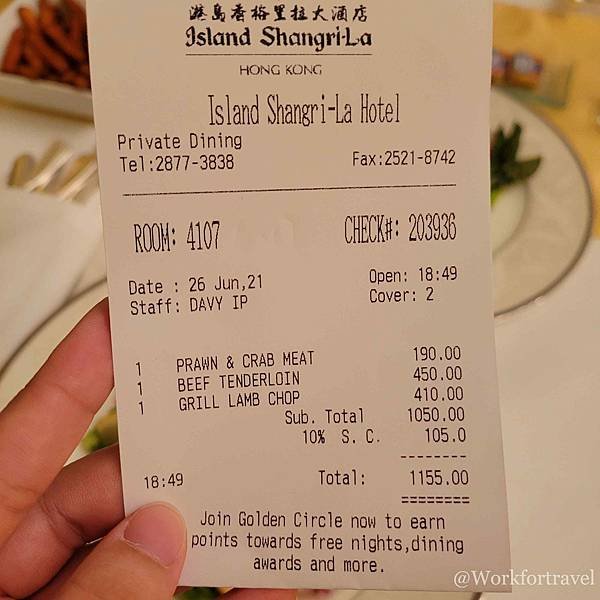 港島香格里拉大酒店
Island Shangri-La
HONG KONG
Island Shangri-La Hotel
Private Dining
Tel:2877-3838 Fax:2521-8742
ROOM: 4107 CHECK#: 203936
Date : 26 Jun,21 Open: 18:49
Staff: DAVY IP Cover: 2
1 PRAWN & CRAB MEAT 190.00
1 BEEF TENDERLOIN 450.00
1 GRILL LAMB CHOP 410.00
Sub. Total 1050.00
10% S. C. 105.0
--------
18:49 Total: 1155.00
========
Join Golden Circle now to earn
points towards free nights,dining
awards and more.
@Workfortravel